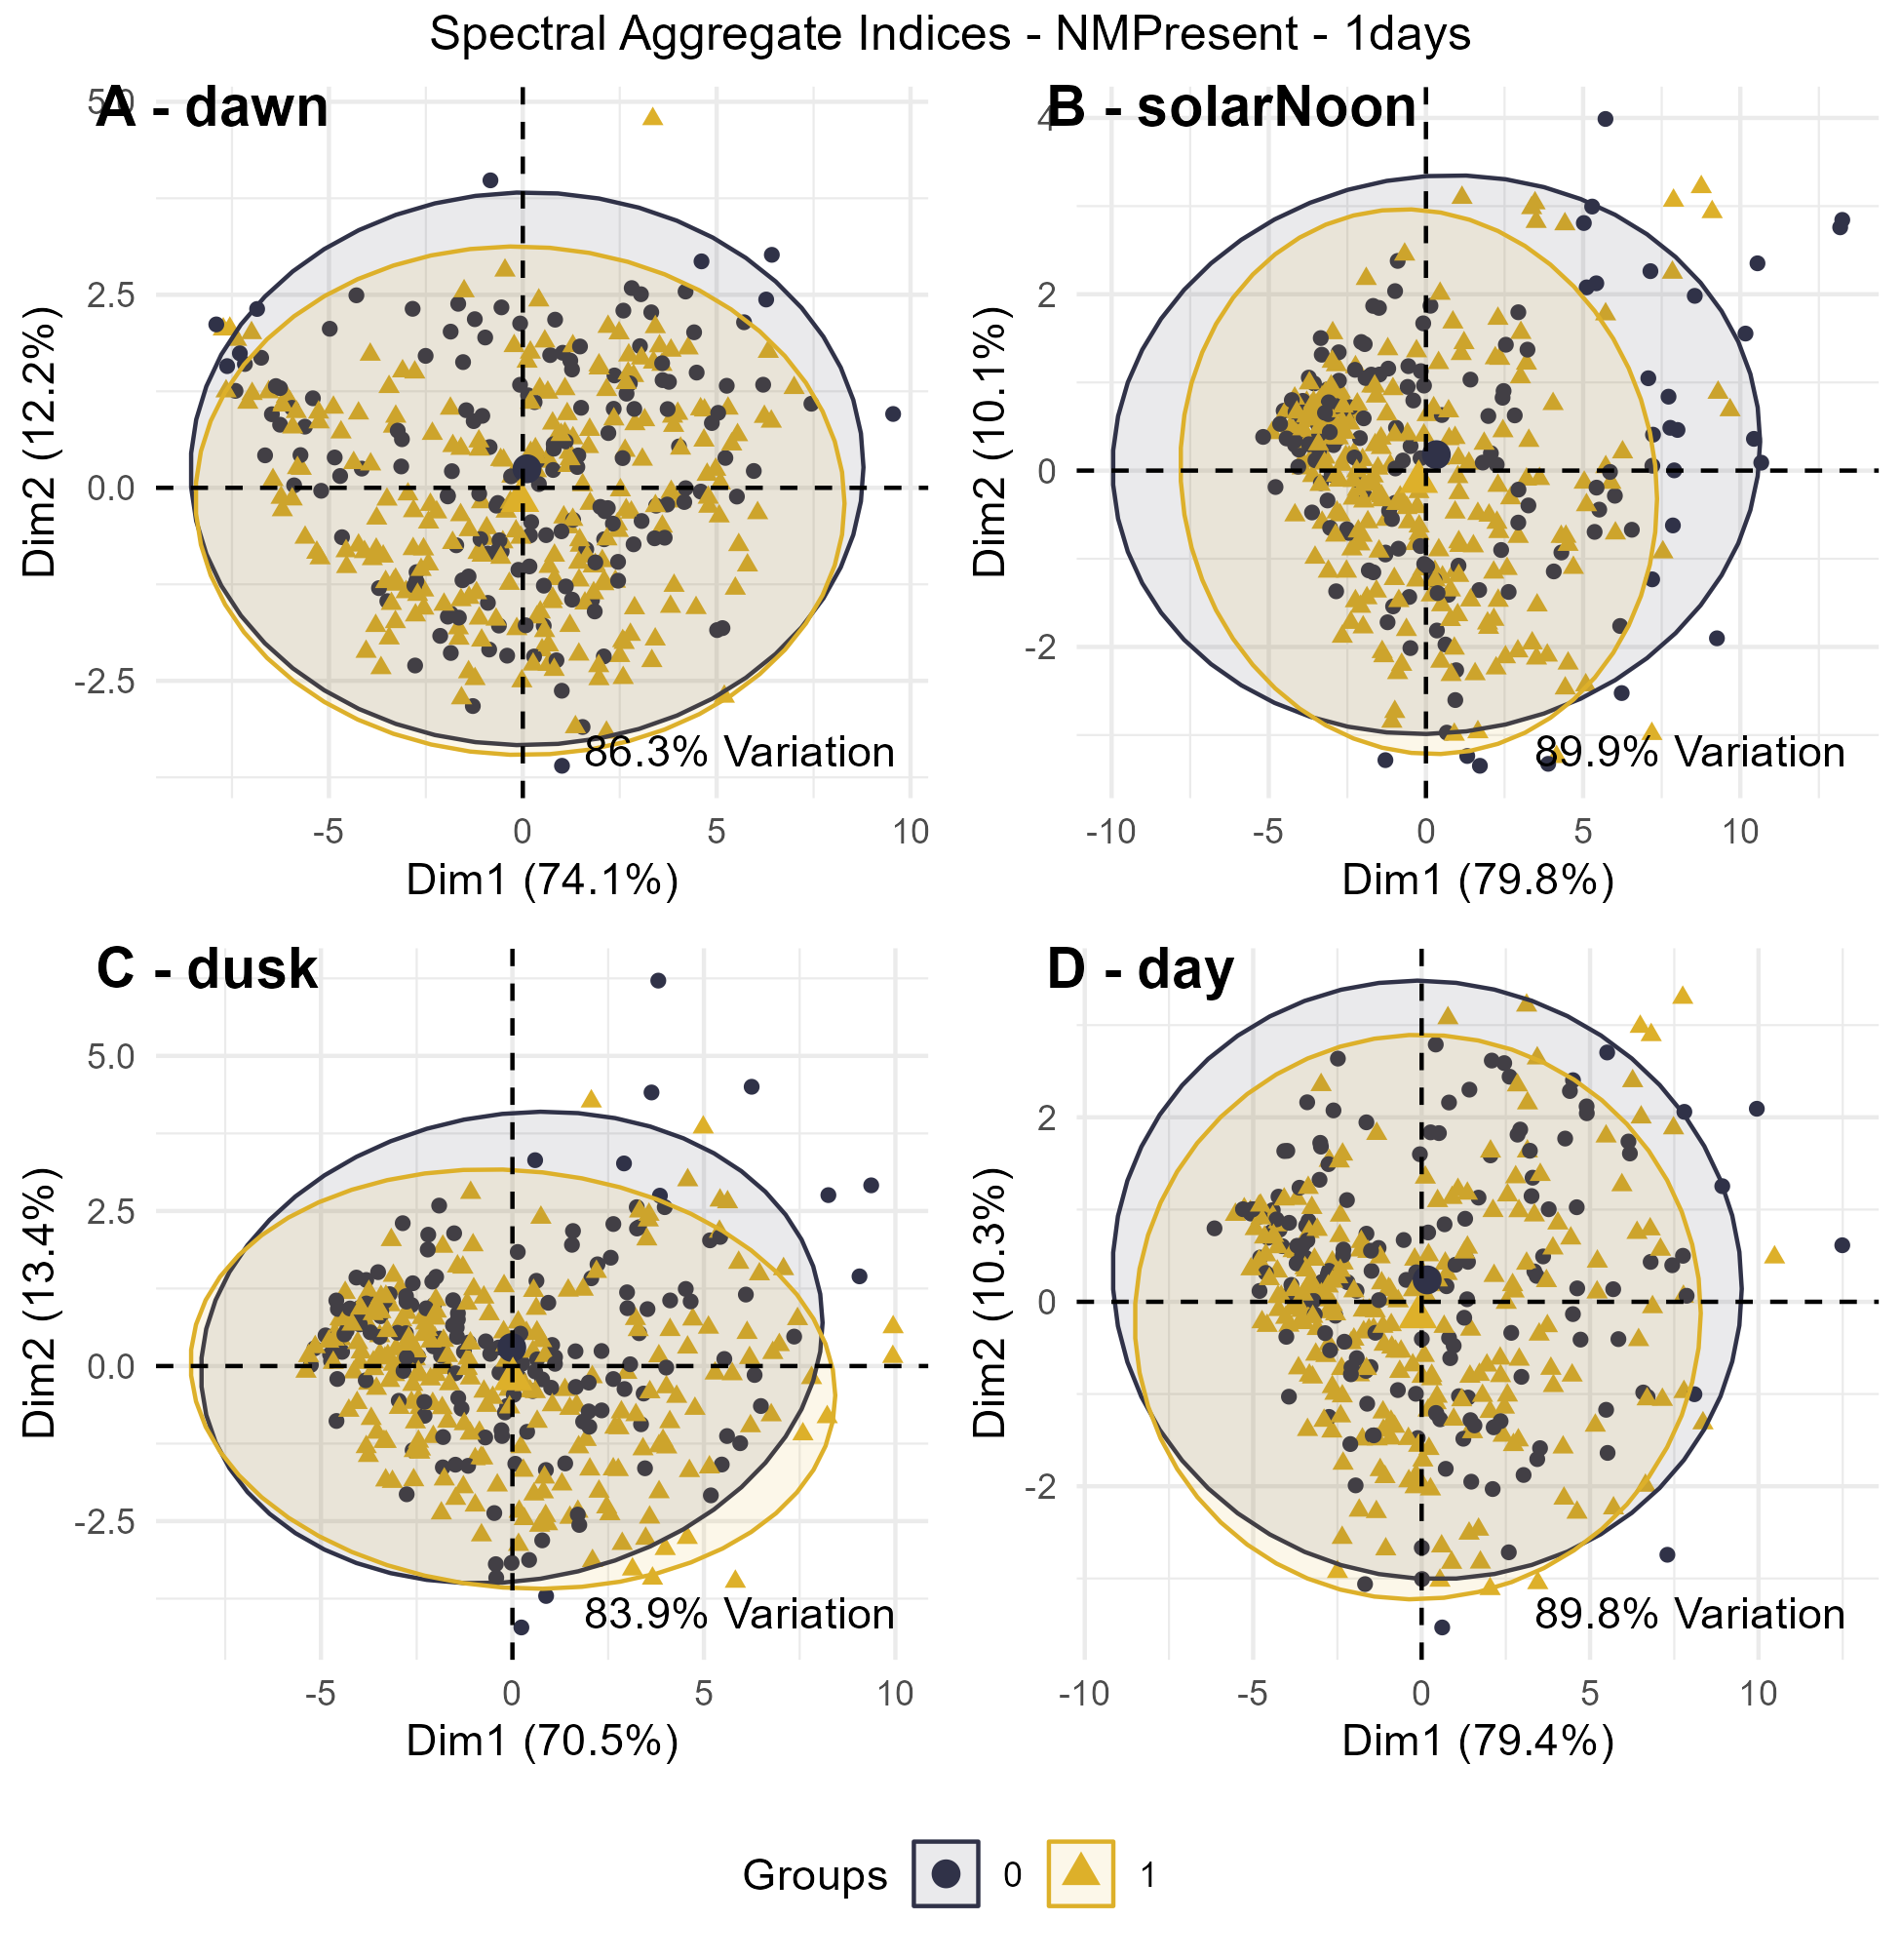 Spectral Aggregate Indices - NMPresent - 1days
A - dawn
5.0
2.5
0.0
-2.5
Dim2 (12.2%)
86.3% Variation
-5
0
5
10
Dim1 (74.1%)
B - solarNoon
4
2
0
-2
Dim2 (10.1%)
89.9% Variation
-10
-5
0
5
10
Dim1 (79.8%)
C - dusk
5.0
2.5
0.0
-2.5
Dim2 (13.4%)
83.9% Variation
-5
0
5
10
Dim1 (70.5%)
D - day
2
0
-2
Dim2 (10.3%)
89.8% Variation
-10
-5
0
5
10
Dim1 (79.4%)
Groups 0 1